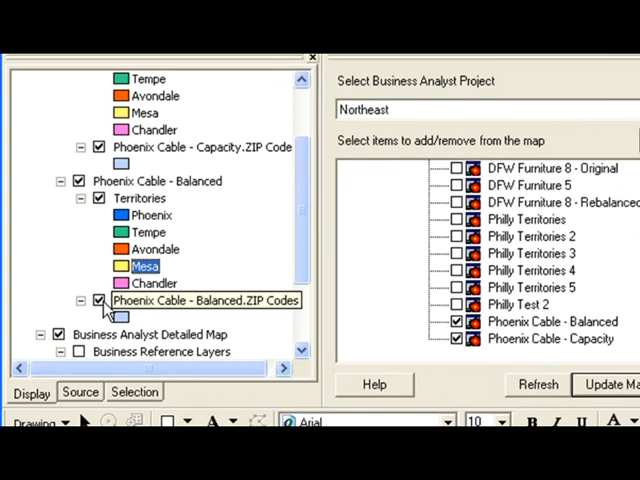 Tempe
Avondale
Mesa
Chandler
Phoenix Cable - Capacity.ZIP Code
Phoenix Cable - Balanced
Territories
Phoenix
Tempe
Avondale
Mesa
Chandler
Phoenix Cable - Balanced.ZIP Codes
Business Analyst Detailed Map
Business Reference Layers
Display
Source
Selection
Select Business Analyst Project
Northeast
Select items to add/remove from the map
DFW Furniture 8 - Original
DFW Furniture 5
DFW Furniture 8 - Rebalanced
Philly Territories
Philly Territories 2
Philly Territories 3
Philly Territories 4
Philly Territories 5
Philly Test 2
Phoenix Cable - Balanced
Phoenix Cable - Capacity
Help
Refresh
Update Ma
Drawing
A
Arial
10
B I U A